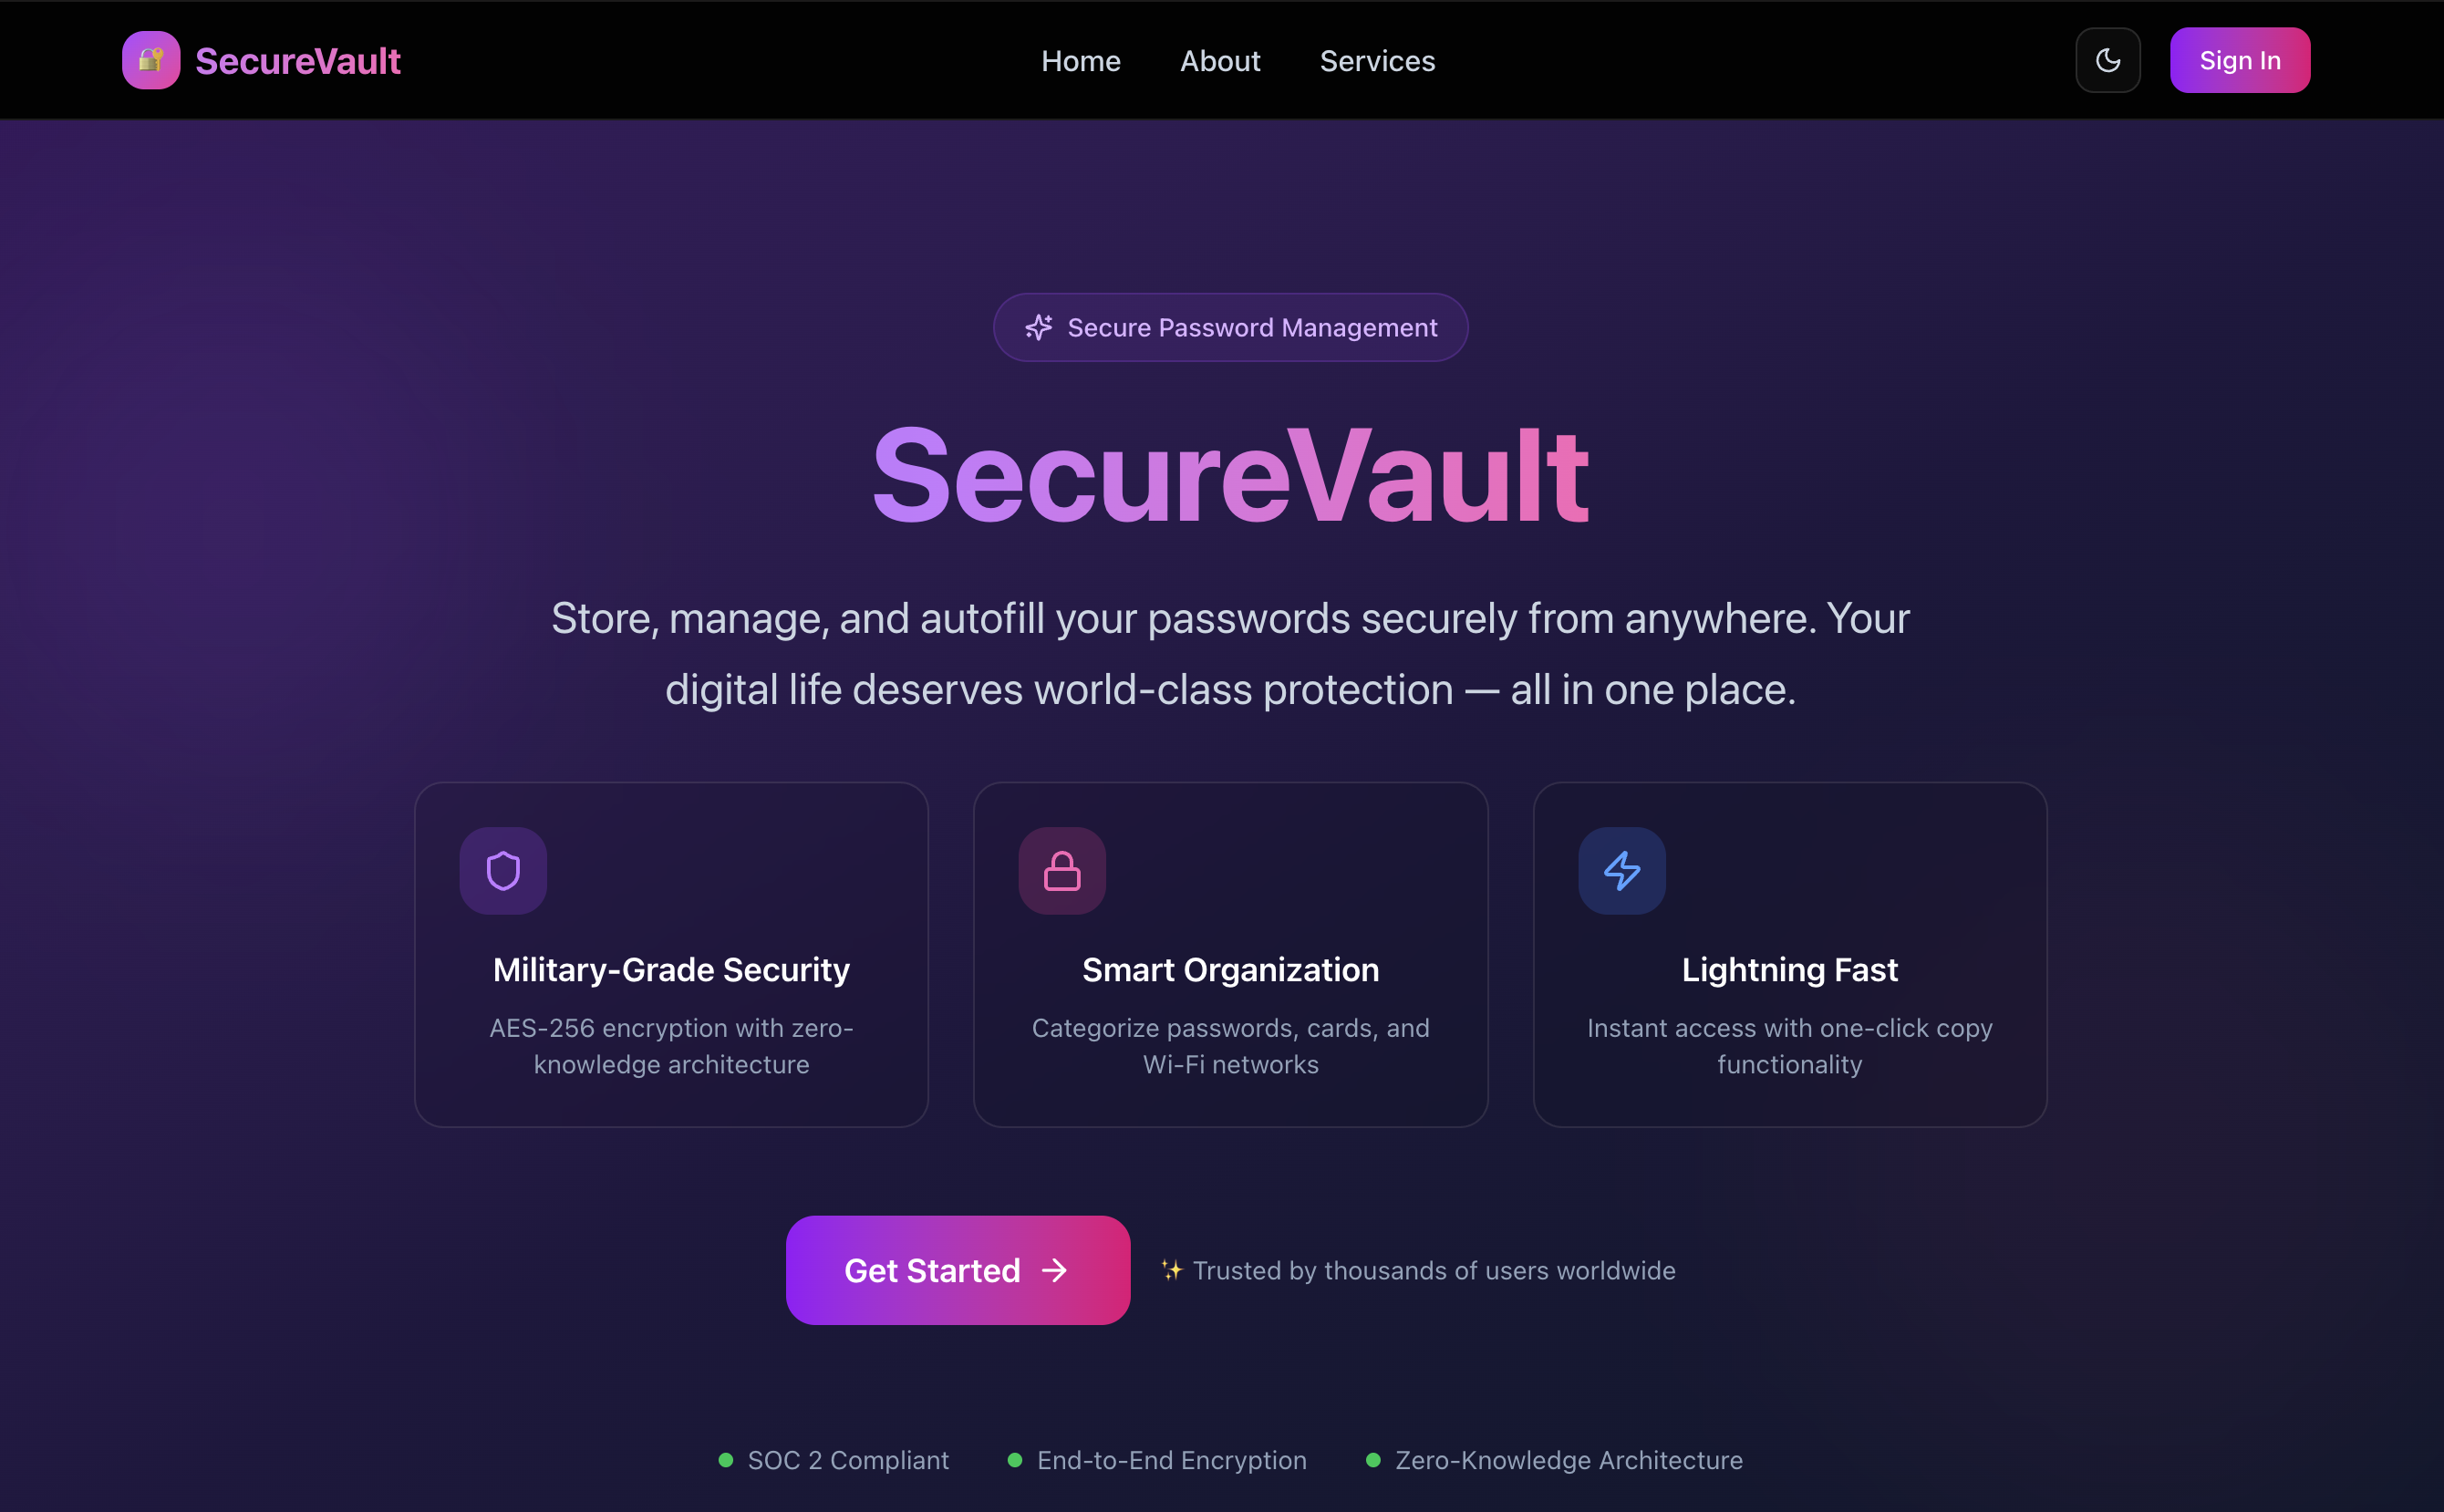 SecureVault
Home
About
Services
Sign In
Secure Password Management
SecureVault
Store, manage, and autofill your passwords securely from anywhere. Your
digital life deserves world-class protection — all in one place.
Military-Grade Security
AES-256 encryption with zero-
knowledge architecture
Smart Organization
Categorize passwords, cards, and
Wi-Fi networks
Lightning Fast
Instant access with one-click copy
functionality
Get Started →
✨ Trusted by thousands of users worldwide
SOC 2 Compliant
End-to-End Encryption
Zero-Knowledge Architecture